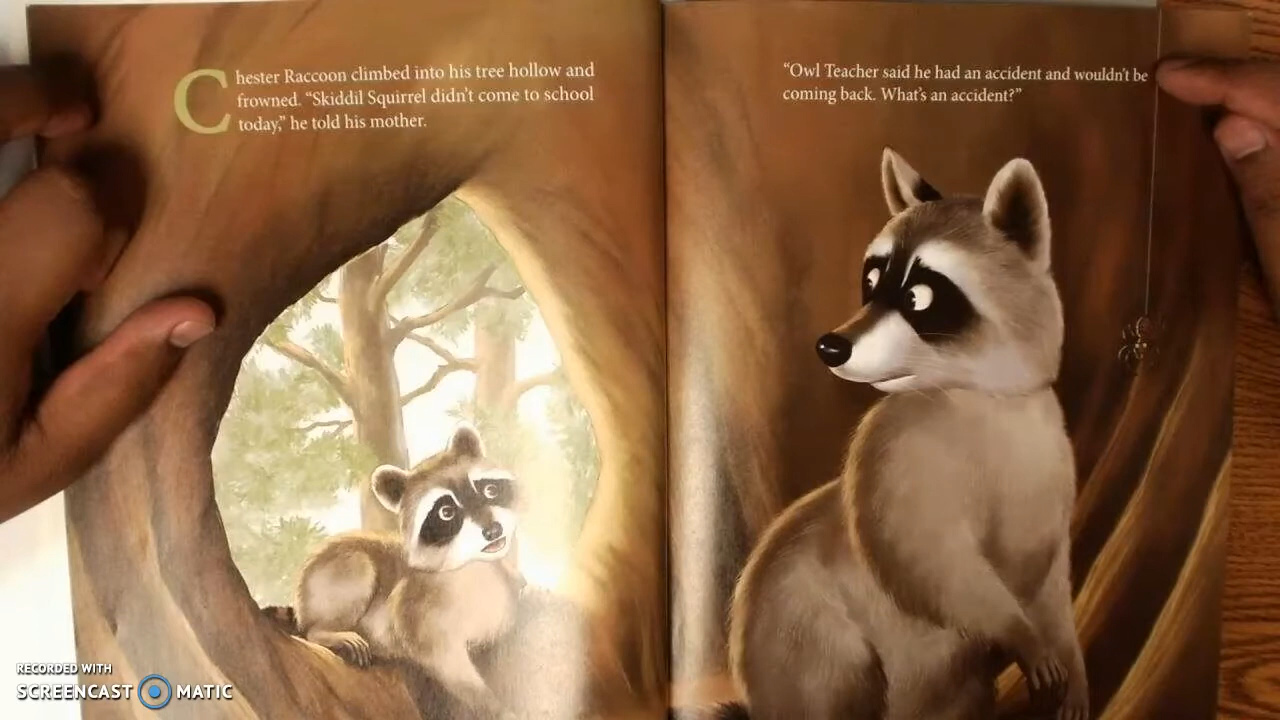 Chester Raccoon climbed into his tree hollow and
frowned. “Skiddil Squirrel didn’t come to school
today,” he told his mother.
“Owl Teacher said he had an accident and wouldn’t be
coming back. What’s an accident?”
RECORDED WITH
SCREENCAST MATIC